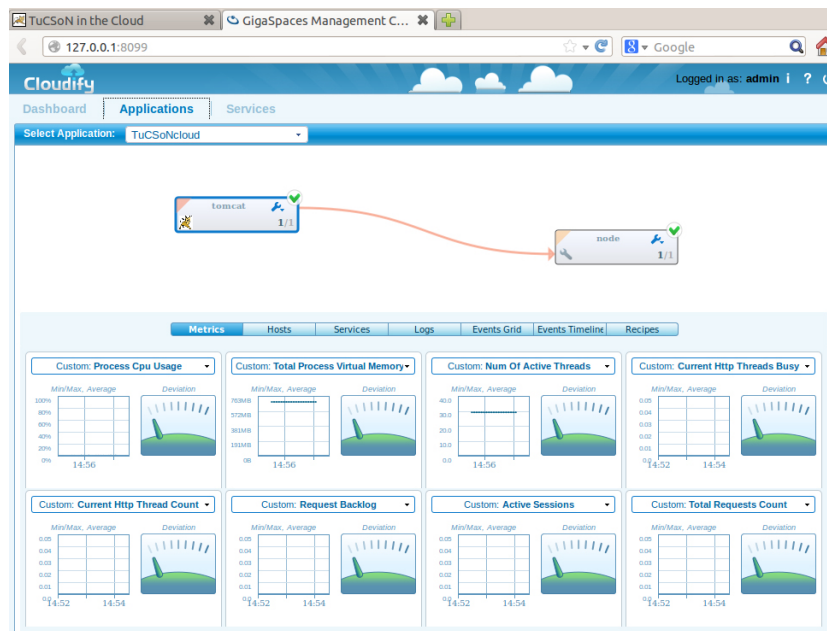 TuCSoN in the Cloud
GigaSpaces Management C...
127.0.0.1:8099
Google
Cloudify
Logged in as: admin i ?
Dashboard Applications Services
Select Application: TuCSoNcloud
tomcat
1/1
node
1/1
Metrics Hosts Services Logs Events Grid Events Timeline Recipes
Custom: Process Cpu Usage
Min/Max, Average Deviation
100%
80%
60%
40%
20%
0%
14:56
Custom: Total Process Virtual Memory
Min/Max, Average Deviation
763MB
572MB
381MB
191MB
0B
14:56
Custom: Num Of Active Threads
Min/Max, Average Deviation
40.0
30.0
20.0
10.0
0.0
14:56
Custom: Current Http Threads Busy
Min/Max, Average Deviation
0.05
0.04
0.03
0.02
0.01
0.0
14:52 14:54
Custom: Current Http Thread Count
Min/Max, Average Deviation
0.05
0.04
0.03
0.02
0.01
0.0
14:52 14:54
Custom: Request Backlog
Min/Max, Average Deviation
0.05
0.04
0.03
0.02
0.01
0.0
14:52 14:54
Custom: Active Sessions
Min/Max, Average Deviation
0.05
0.04
0.03
0.02
0.01
0.0
14:52 14:54
Custom: Total Requests Count
Min/Max, Average Deviation
0.05
0.04
0.03
0.02
0.01
0.0
14:52 14:54